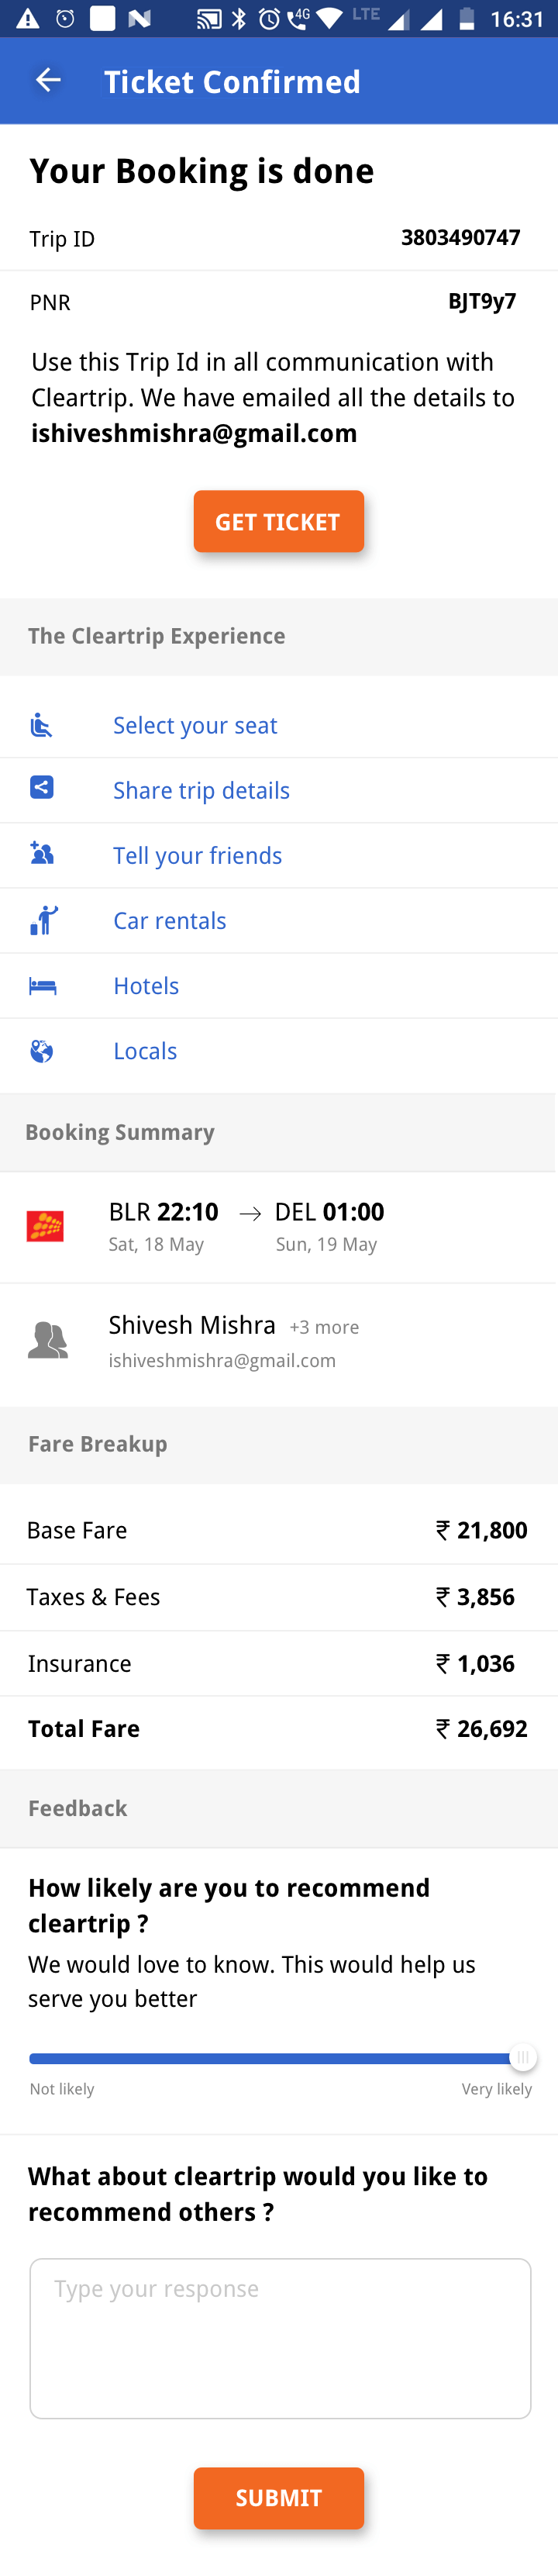 4G LTE 16:31
Ticket Confirmed
Your Booking is done
Trip ID 3803490747
PNR BJT9y7
Use this Trip Id in all communication with
Cleartrip. We have emailed all the details to
ishiveshmishra@gmail.com
GET TICKET
The Cleartrip Experience
Select your seat
Share trip details
Tell your friends
Car rentals
Hotels
Locals
Booking Summary
BLR 22:10 → DEL 01:00
Sat, 18 May Sun, 19 May
Shivesh Mishra +3 more
ishiveshmishra@gmail.com
Fare Breakup
Base Fare ₹ 21,800
Taxes & Fees ₹ 3,856
Insurance ₹ 1,036
Total Fare ₹ 26,692
Feedback
How likely are you to recommend
cleartrip ?
We would love to know. This would help us
serve you better
Not likely Very likely
What about cleartrip would you like to
recommend others ?
Type your response
SUBMIT